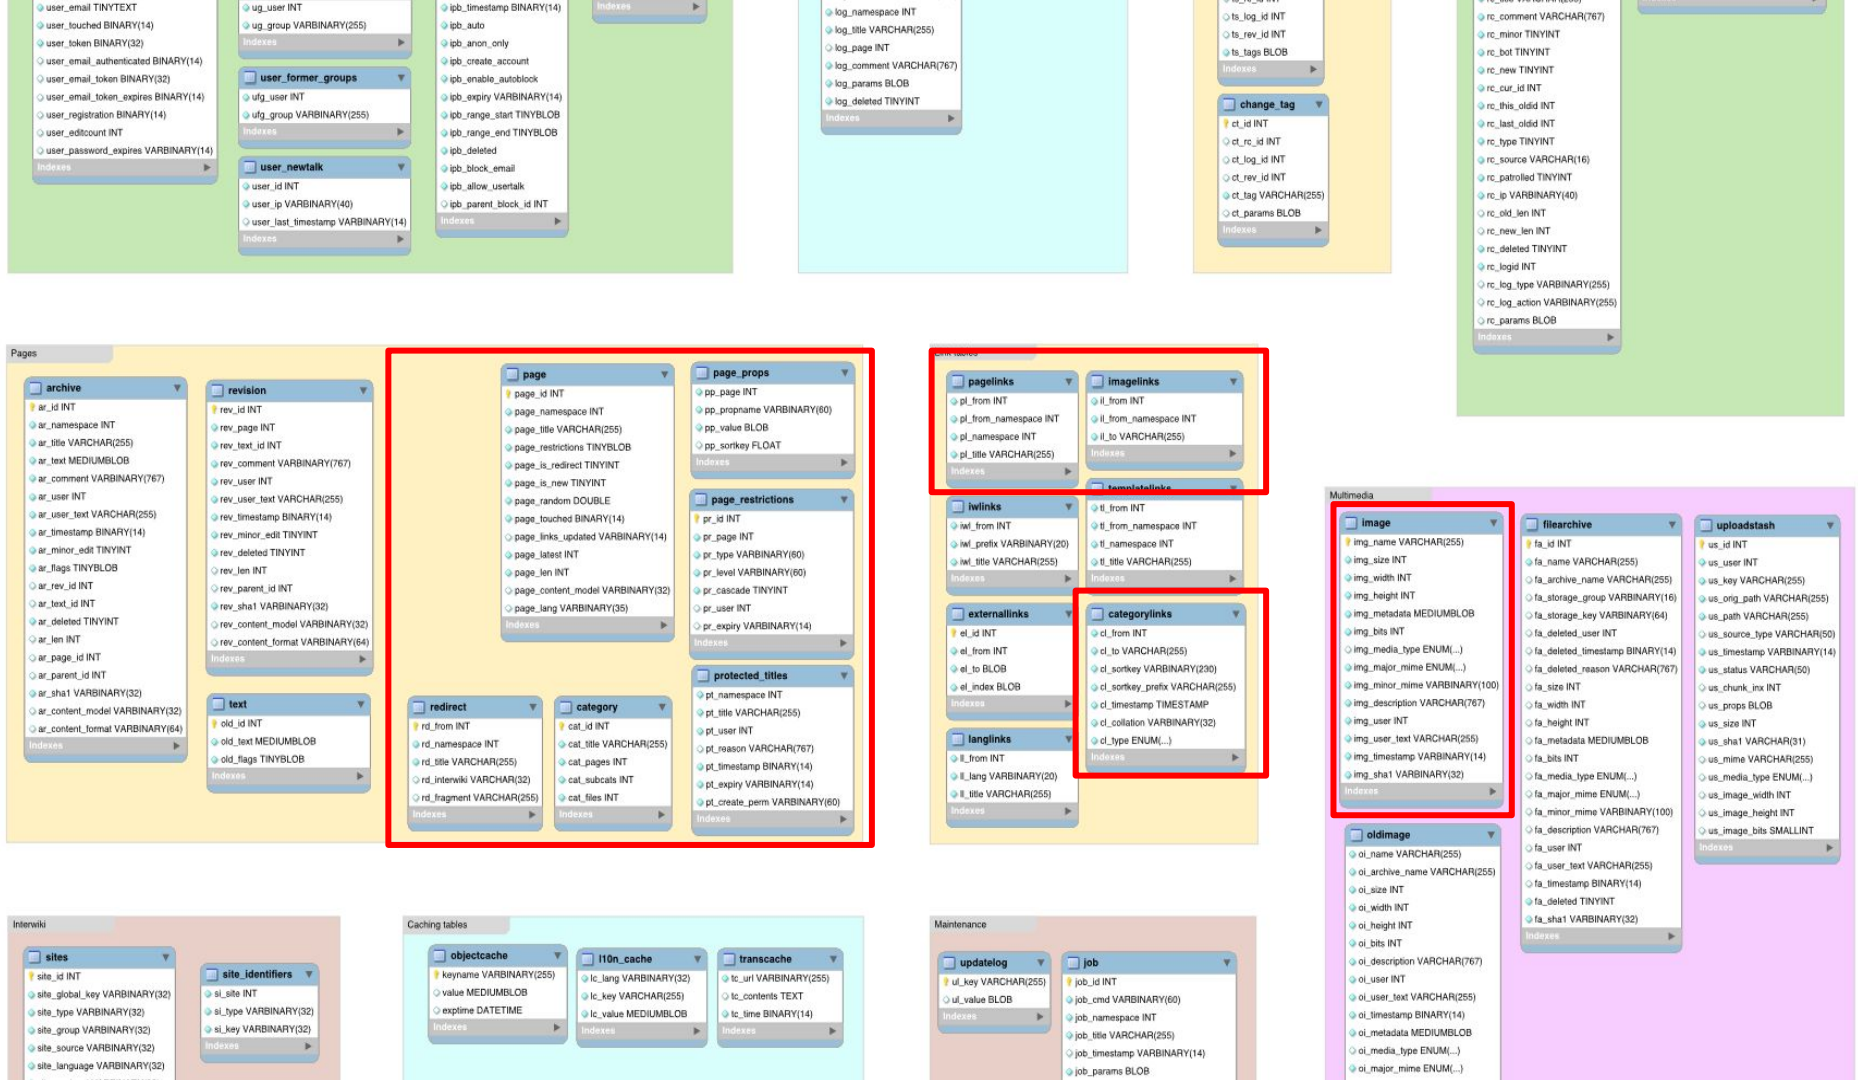 user_email TINYTEXT
user_touched BINARY(14)
user_token BINARY(32)
user_email_authenticated BINARY(14)
user_email_token BINARY(32)
user_email_token_expires BINARY(14)
user_registration BINARY(14)
user_editcount INT
user_password_expires VARBINARY(14)
Indexes
ug_user INT
ug_group VARBINARY(255)
Indexes
user_former_groups
ufg_user INT
ufg_group VARBINARY(255)
Indexes
user_newtalk
user_id INT
user_ip VARBINARY(40)
user_last_timestamp VARBINARY(14)
Indexes
ipb_timestamp BINARY(14)
ipb_auto
ipb_anon_only
ipb_create_account
ipb_enable_autoblock
ipb_expiry VARBINARY(14)
ipb_range_start TINYBLOB
ipb_range_end TINYBLOB
ipb_deleted
ipb_block_email
ipb_allow_usertalk
ipb_parent_block_id INT
Indexes
Indexes
log_namespace INT
log_title VARCHAR(255)
log_page INT
log_comment VARCHAR(767)
log_params BLOB
log_deleted TINYINT
Indexes
ts_log_id INT
ts_rev_id INT
ts_tags BLOB
Indexes
change_tag
ct_id INT
ct_rc_id INT
ct_log_id INT
ct_rev_id INT
ct_tag VARCHAR(255)
ct_params BLOB
Indexes
rc_comment VARCHAR(767)
rc_minor TINYINT
rc_bot TINYINT
rc_new TINYINT
rc_cur_id INT
rc_this_oldid INT
rc_last_oldid INT
rc_type TINYINT
rc_source VARCHAR(16)
rc_patrolled TINYINT
rc_ip VARBINARY(40)
rc_old_len INT
rc_new_len INT
rc_deleted TINYINT
rc_logid INT
rc_log_type VARBINARY(255)
rc_log_action VARBINARY(255)
rc_params BLOB
Indexes
Pages
archive
ar_id INT
ar_namespace INT
ar_title VARCHAR(255)
ar_text MEDIUMBLOB
ar_comment VARBINARY(767)
ar_user INT
ar_user_text VARCHAR(255)
ar_timestamp BINARY(14)
ar_minor_edit TINYINT
ar_flags TINYBLOB
ar_rev_id INT
ar_text_id INT
ar_deleted TINYINT
ar_len INT
ar_page_id INT
ar_parent_id INT
ar_sha1 VARBINARY(32)
ar_content_model VARBINARY(32)
ar_content_format VARBINARY(64)
Indexes
revision
rev_id INT
rev_page INT
rev_text_id INT
rev_comment VARBINARY(767)
rev_user INT
rev_user_text VARCHAR(255)
rev_timestamp BINARY(14)
rev_minor_edit TINYINT
rev_deleted TINYINT
rev_len INT
rev_parent_id INT
rev_sha1 VARBINARY(32)
rev_content_model VARBINARY(32)
rev_content_format VARBINARY(64)
Indexes
text
old_id INT
old_text MEDIUMBLOB
old_flags TINYBLOB
Indexes
page
page_id INT
page_namespace INT
page_title VARCHAR(255)
page_restrictions TINYBLOB
page_is_redirect TINYINT
page_is_new TINYINT
page_random DOUBLE
page_touched BINARY(14)
page_links_updated VARBINARY(14)
page_latest INT
page_len INT
page_content_model VARBINARY(32)
page_lang VARBINARY(35)
Indexes
redirect
rd_from INT
rd_namespace INT
rd_title VARCHAR(255)
rd_interwiki VARCHAR(32)
rd_fragment VARCHAR(255)
Indexes
category
cat_id INT
cat_title VARCHAR(255)
cat_pages INT
cat_subcats INT
cat_files INT
Indexes
page_props
pp_page INT
pp_propname VARBINARY(60)
pp_value BLOB
pp_sortkey FLOAT
Indexes
page_restrictions
pr_id INT
pr_page INT
pr_type VARBINARY(60)
pr_level VARBINARY(60)
pr_cascade TINYINT
pr_user INT
pr_expiry VARBINARY(14)
Indexes
protected_titles
pt_namespace INT
pt_title VARCHAR(255)
pt_user INT
pt_reason VARCHAR(767)
pt_timestamp BINARY(14)
pt_expiry VARBINARY(14)
pt_create_perm VARBINARY(60)
Indexes
Link tables
pagelinks
pl_from INT
pl_from_namespace INT
pl_namespace INT
pl_title VARCHAR(255)
Indexes
imagelinks
il_from INT
il_from_namespace INT
il_to VARCHAR(255)
Indexes
iwlinks
iwl_from INT
iwl_prefix VARBINARY(20)
iwl_title VARCHAR(255)
Indexes
templatelinks
tl_from INT
tl_from_namespace INT
tl_namespace INT
tl_title VARCHAR(255)
Indexes
externallinks
el_id INT
el_from INT
el_to BLOB
el_index BLOB
Indexes
categorylinks
cl_from INT
cl_to VARCHAR(255)
cl_sortkey VARBINARY(230)
cl_sortkey_prefix VARCHAR(255)
cl_timestamp TIMESTAMP
cl_collation VARBINARY(32)
cl_type ENUM(...)
Indexes
langlinks
ll_from INT
ll_lang VARBINARY(20)
ll_title VARCHAR(255)
Indexes
Multimedia
image
img_name VARCHAR(255)
img_size INT
img_width INT
img_height INT
img_metadata MEDIUMBLOB
img_bits INT
img_media_type ENUM(...)
img_major_mime ENUM(...)
img_minor_mime VARBINARY(100)
img_description VARCHAR(767)
img_user INT
img_user_text VARCHAR(255)
img_timestamp VARBINARY(14)
img_sha1 VARBINARY(32)
Indexes
oldimage
oi_name VARCHAR(255)
oi_archive_name VARCHAR(255)
oi_size INT
oi_width INT
oi_height INT
oi_bits INT
oi_description VARCHAR(767)
oi_user INT
oi_user_text VARCHAR(255)
oi_timestamp BINARY(14)
oi_metadata MEDIUMBLOB
oi_media_type ENUM(...)
oi_major_mime ENUM(...)
filearchive
fa_id INT
fa_name VARCHAR(255)
fa_archive_name VARCHAR(255)
fa_storage_group VARBINARY(16)
fa_storage_key VARBINARY(64)
fa_deleted_user INT
fa_deleted_timestamp BINARY(14)
fa_deleted_reason VARCHAR(767)
fa_size INT
fa_width INT
fa_height INT
fa_metadata MEDIUMBLOB
fa_bits INT
fa_media_type ENUM(...)
fa_major_mime ENUM(...)
fa_minor_mime VARBINARY(100)
fa_description VARCHAR(767)
fa_user INT
fa_user_text VARCHAR(255)
fa_timestamp BINARY(14)
fa_deleted TINYINT
fa_sha1 VARBINARY(32)
Indexes
uploadstash
us_id INT
us_user INT
us_key VARCHAR(255)
us_orig_path VARCHAR(255)
us_path VARCHAR(255)
us_source_type VARCHAR(50)
us_timestamp VARBINARY(14)
us_status VARCHAR(50)
us_chunk_inx INT
us_props BLOB
us_size INT
us_sha1 VARCHAR(31)
us_mime VARCHAR(255)
us_media_type ENUM(...)
us_image_width INT
us_image_height INT
us_image_bits SMALLINT
Indexes
Interwiki
sites
site_id INT
site_global_key VARBINARY(32)
site_type VARBINARY(32)
site_group VARBINARY(32)
site_source VARBINARY(32)
site_language VARBINARY(32)
site_identifiers
si_site INT
si_type VARBINARY(32)
si_key VARBINARY(32)
Indexes
Caching tables
objectcache
keyname VARBINARY(255)
value MEDIUMBLOB
exptime DATETIME
Indexes
l10n_cache
lc_lang VARBINARY(32)
lc_key VARCHAR(255)
lc_value MEDIUMBLOB
Indexes
transcache
tc_url VARBINARY(255)
tc_contents TEXT
tc_time BINARY(14)
Indexes
Maintenance
updatelog
ul_key VARCHAR(255)
ul_value BLOB
Indexes
job
job_id INT
job_cmd VARBINARY(60)
job_namespace INT
job_title VARCHAR(255)
job_timestamp VARBINARY(14)
job_params BLOB